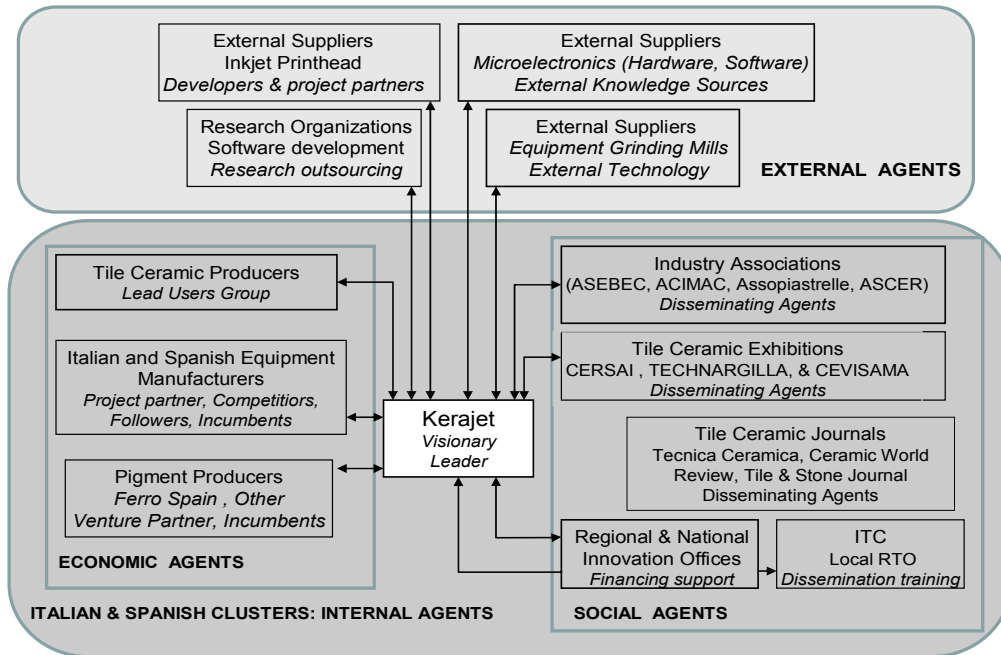 External Suppliers
Inkjet Printhead
Developers & project partners
External Suppliers
Microelectronics (Hardware, Software)
External Knowledge Sources
Research Organizations
Software development
Research outsourcing
External Suppliers
Equipment Grinding Mills
External Technology
EXTERNAL AGENTS
Tile Ceramic Producers
Lead Users Group
Italian and Spanish Equipment
Manufacturers
Project partner, Competitiors,
Followers, Incumbents
Pigment Producers
Ferro Spain , Other
Venture Partner, Incumbents
ECONOMIC AGENTS
Kerajet
Visionary
Leader
Industry Associations
(ASEBEC, ACIMAC, Assopiastrelle, ASCER)
Disseminating Agents
Tile Ceramic Exhibitions
CERSAI , TECHNARGILLA, & CEVISAMA
Disseminating Agents
Tile Ceramic Journals
Tecnica Ceramica, Ceramic World
Review, Tile & Stone Journal
Disseminating Agents
Regional & National
Innovation Offices
Financing support
ITC
Local RTO
Dissemination training
SOCIAL AGENTS
ITALIAN & SPANISH CLUSTERS: INTERNAL AGENTS